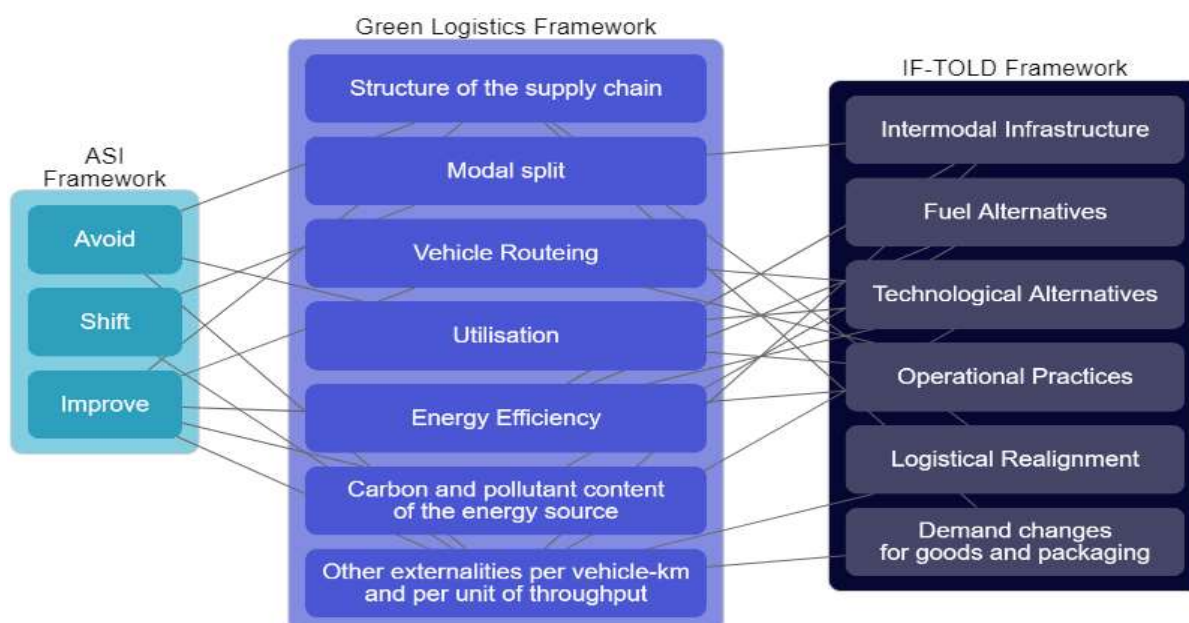 Green Logistics Framework
Structure of the supply chain
Modal split
Vehicle Routeing
Utilisation
Energy Efficiency
Carbon and pollutant content
of the energy source
Other externalities per vehicle-km
and per unit of throughput
ASI
Framework
Avoid
Shift
Improve
IF-TOLD Framework
Intermodal Infrastructure
Fuel Alternatives
Technological Alternatives
Operational Practices
Logistical Realignment
Demand changes
for goods and packaging